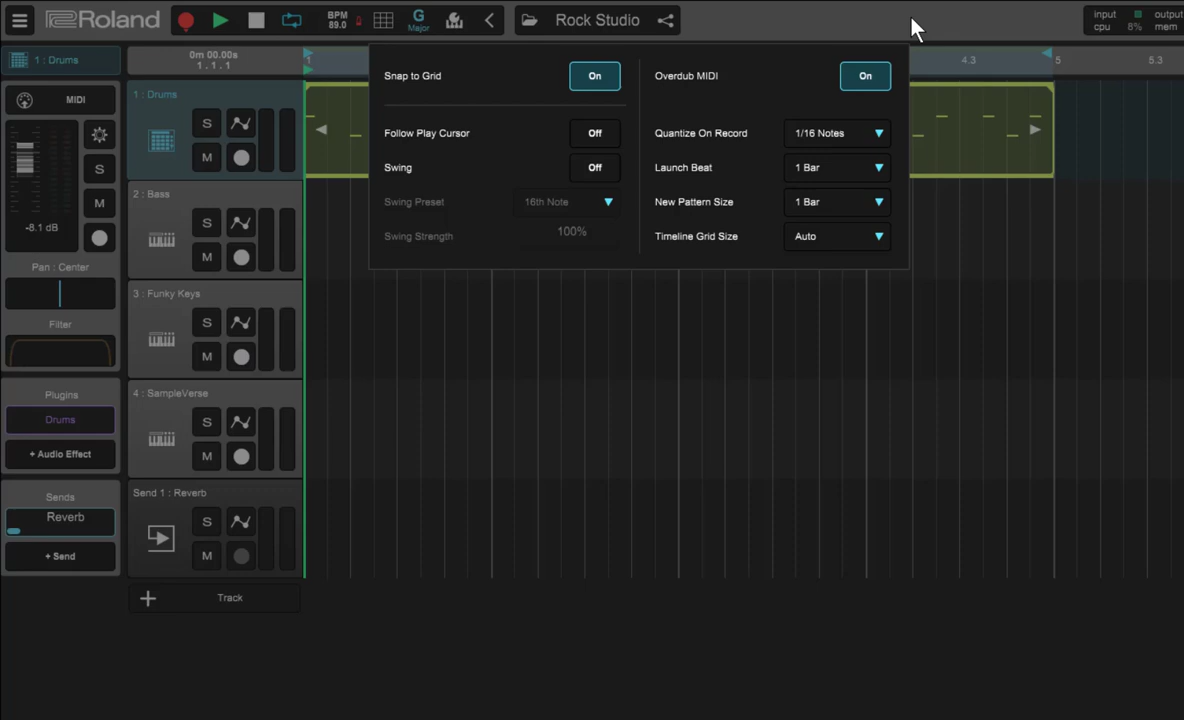 Roland
BPM
89.0
G
Major
Rock Studio
input
output
cpu
8%
mem
1 : Drums
0m 00.00s
1 . 1 . 1
1
4.3
5
5.3
Snap to Grid
On
Overdub MIDI
On
Follow Play Cursor
Off
Quantize On Record
1/16 Notes
Swing
Off
Launch Beat
1 Bar
Swing Preset
16th Note
New Pattern Size
1 Bar
Swing Strength
100%
Timeline Grid Size
Auto
MIDI
S
M
-8.1 dB
Pan : Center
Filter
Plugins
Drums
+ Audio Effect
Sends
Reverb
+ Send
1 : Drums
S
M
2 : Bass
S
M
3 : Funky Keys
S
M
4 : SampleVerse
S
M
Send 1 : Reverb
S
M
+ Track